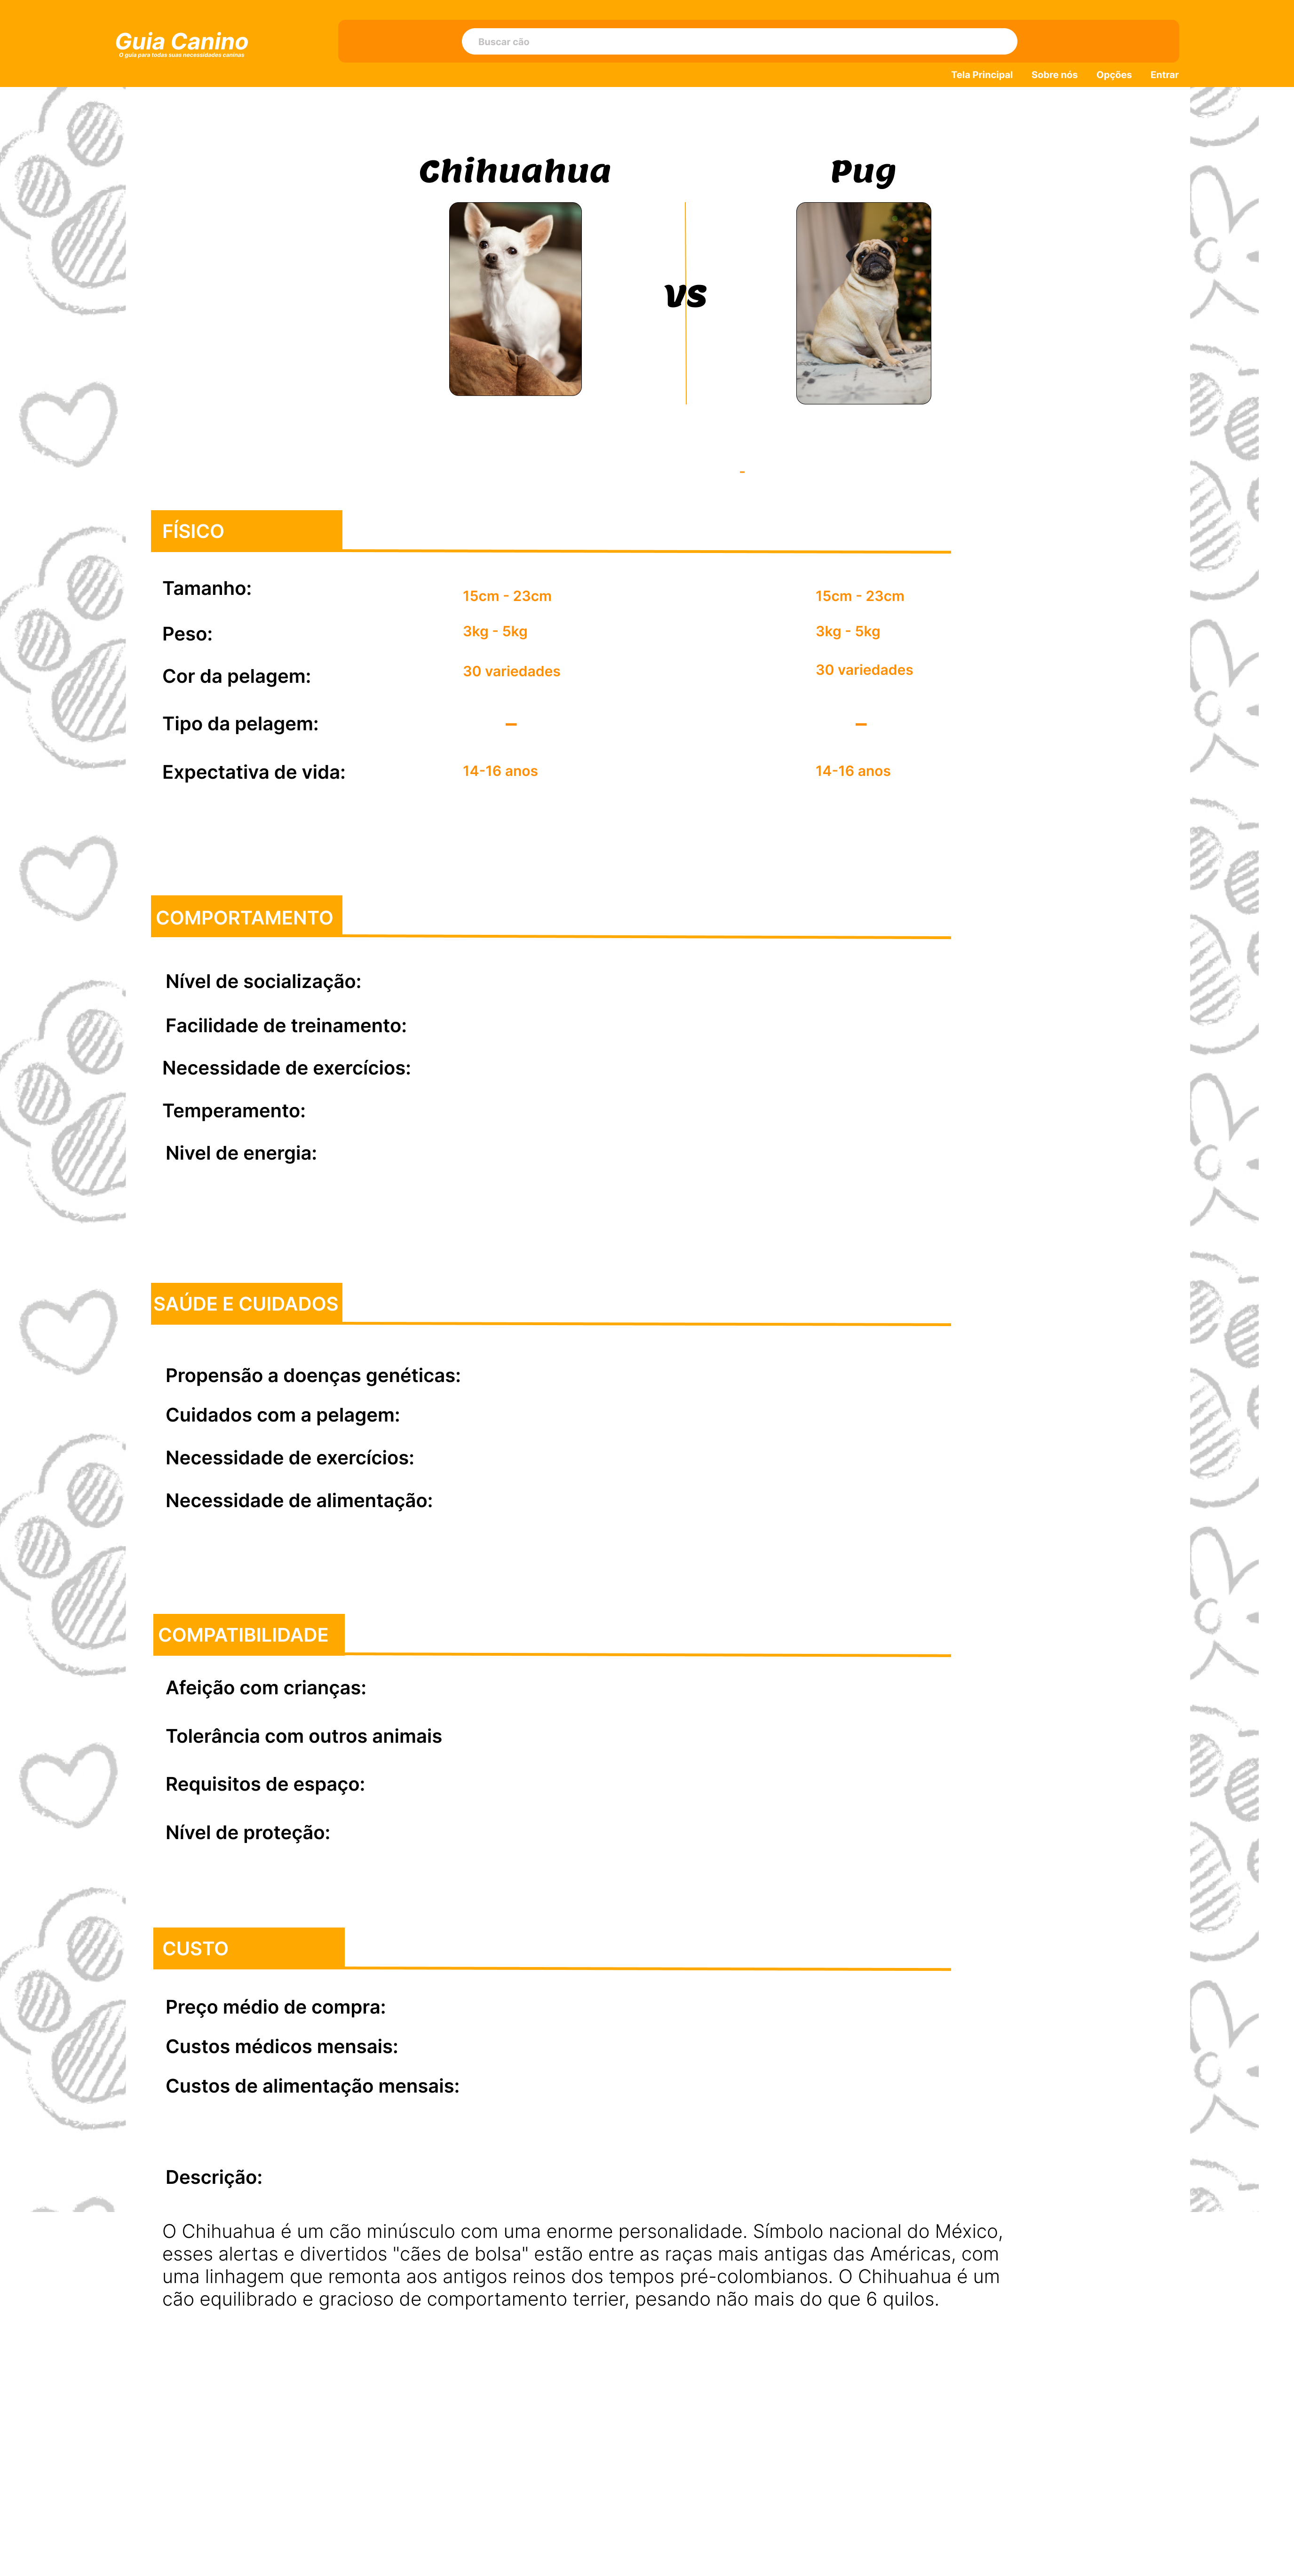 Guia Canino
O guia para todas suas necessidades caninas
Buscar cão
Tela Principal Sobre nós Opções Entrar
Chihuahua Pug
vs
-
FÍSICO
Tamanho: 15cm - 23cm 15cm - 23cm
Peso: 3kg - 5kg 3kg - 5kg
Cor da pelagem: 30 variedades 30 variedades
Tipo da pelagem: – –
Expectativa de vida: 14-16 anos 14-16 anos
COMPORTAMENTO
Nível de socialização:
Facilidade de treinamento:
Necessidade de exercícios:
Temperamento:
Nivel de energia:
SAÚDE E CUIDADOS
Propensão a doenças genéticas:
Cuidados com a pelagem:
Necessidade de exercícios:
Necessidade de alimentação:
COMPATIBILIDADE
Afeição com crianças:
Tolerância com outros animais
Requisitos de espaço:
Nível de proteção:
CUSTO
Preço médio de compra:
Custos médicos mensais:
Custos de alimentação mensais:
Descrição:
O Chihuahua é um cão minúsculo com uma enorme personalidade. Símbolo nacional do México,
esses alertas e divertidos "cães de bolsa" estão entre as raças mais antigas das Américas, com
uma linhagem que remonta aos antigos reinos dos tempos pré-colombianos. O Chihuahua é um
cão equilibrado e gracioso de comportamento terrier, pesando não mais do que 6 quilos.